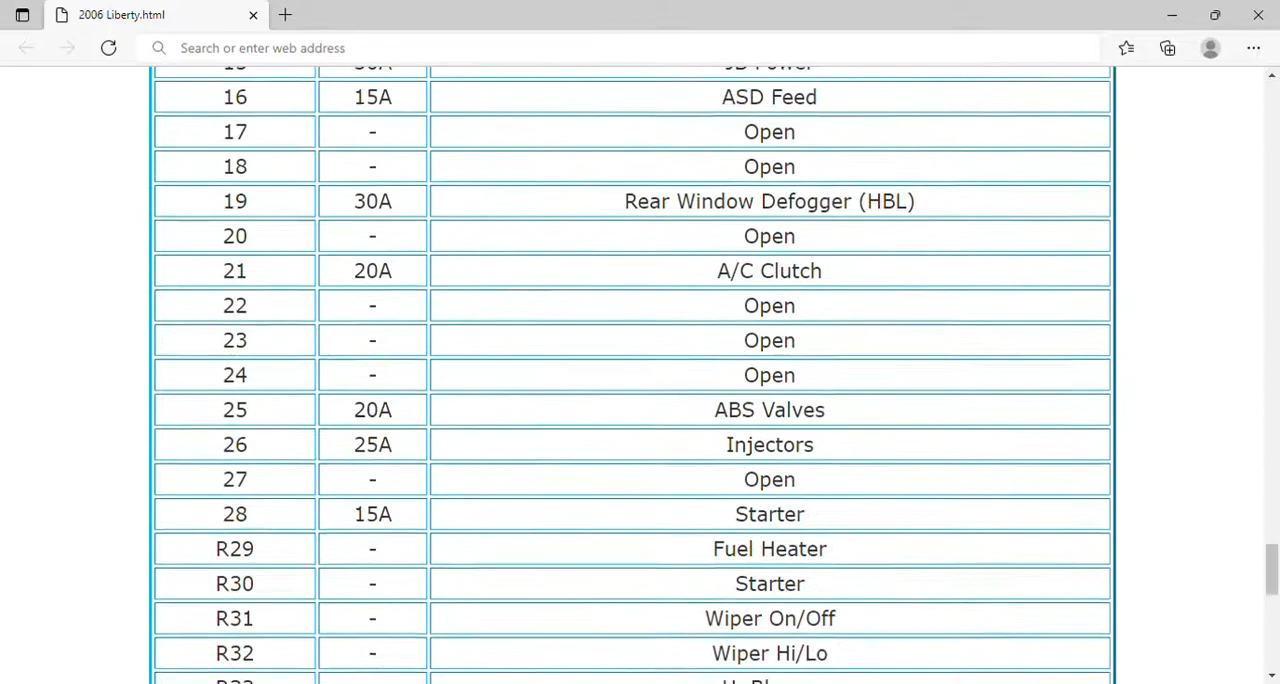 2006 Liberty.html
Search or enter web address
16 15A ASD Feed
17 - Open
18 - Open
19 30A Rear Window Defogger (HBL)
20 - Open
21 20A A/C Clutch
22 - Open
23 - Open
24 - Open
25 20A ABS Valves
26 25A Injectors
27 - Open
28 15A Starter
R29 - Fuel Heater
R30 - Starter
R31 - Wiper On/Off
R32 - Wiper Hi/Lo